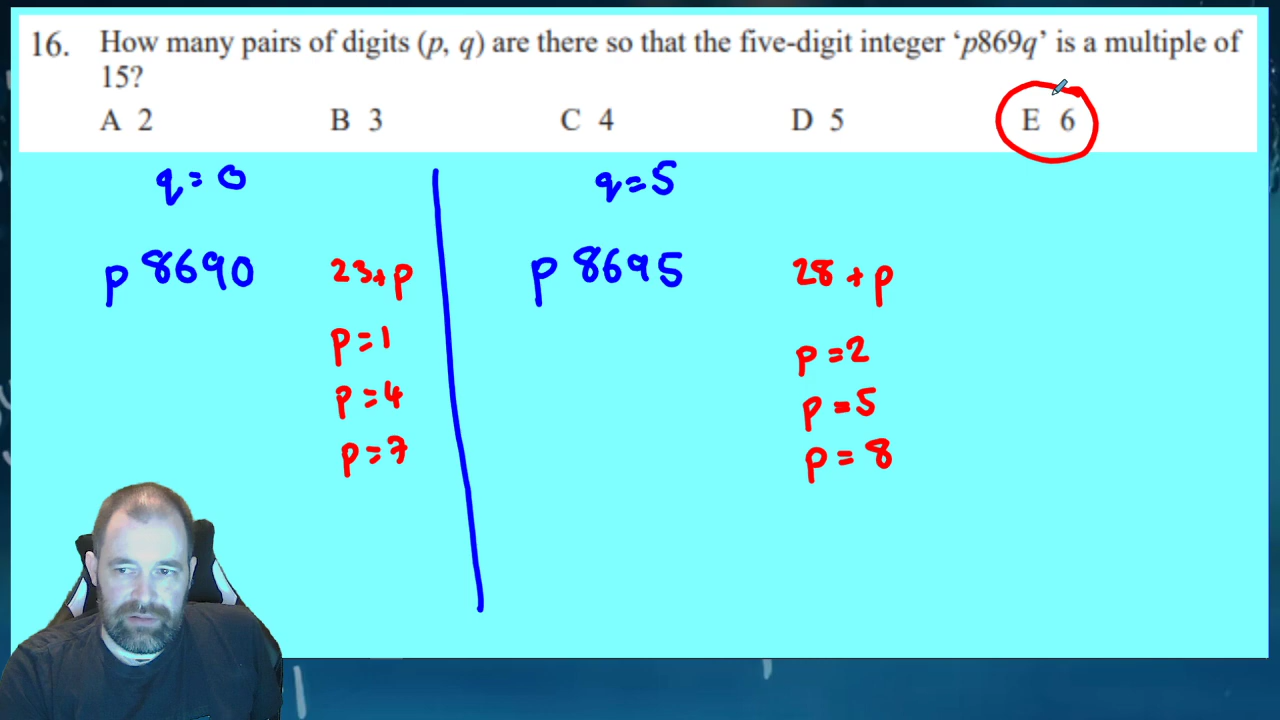 16. How many pairs of digits (p, q) are there so that the five-digit integer ‘p869q’ is a multiple of
15?
A 2 B 3 C 4 D 5 E 6
q = 0
p 8690 23 + p
p = 1
p = 4
p = 7
q = 5
p 8695 28 + p
p = 2
p = 5
p = 8